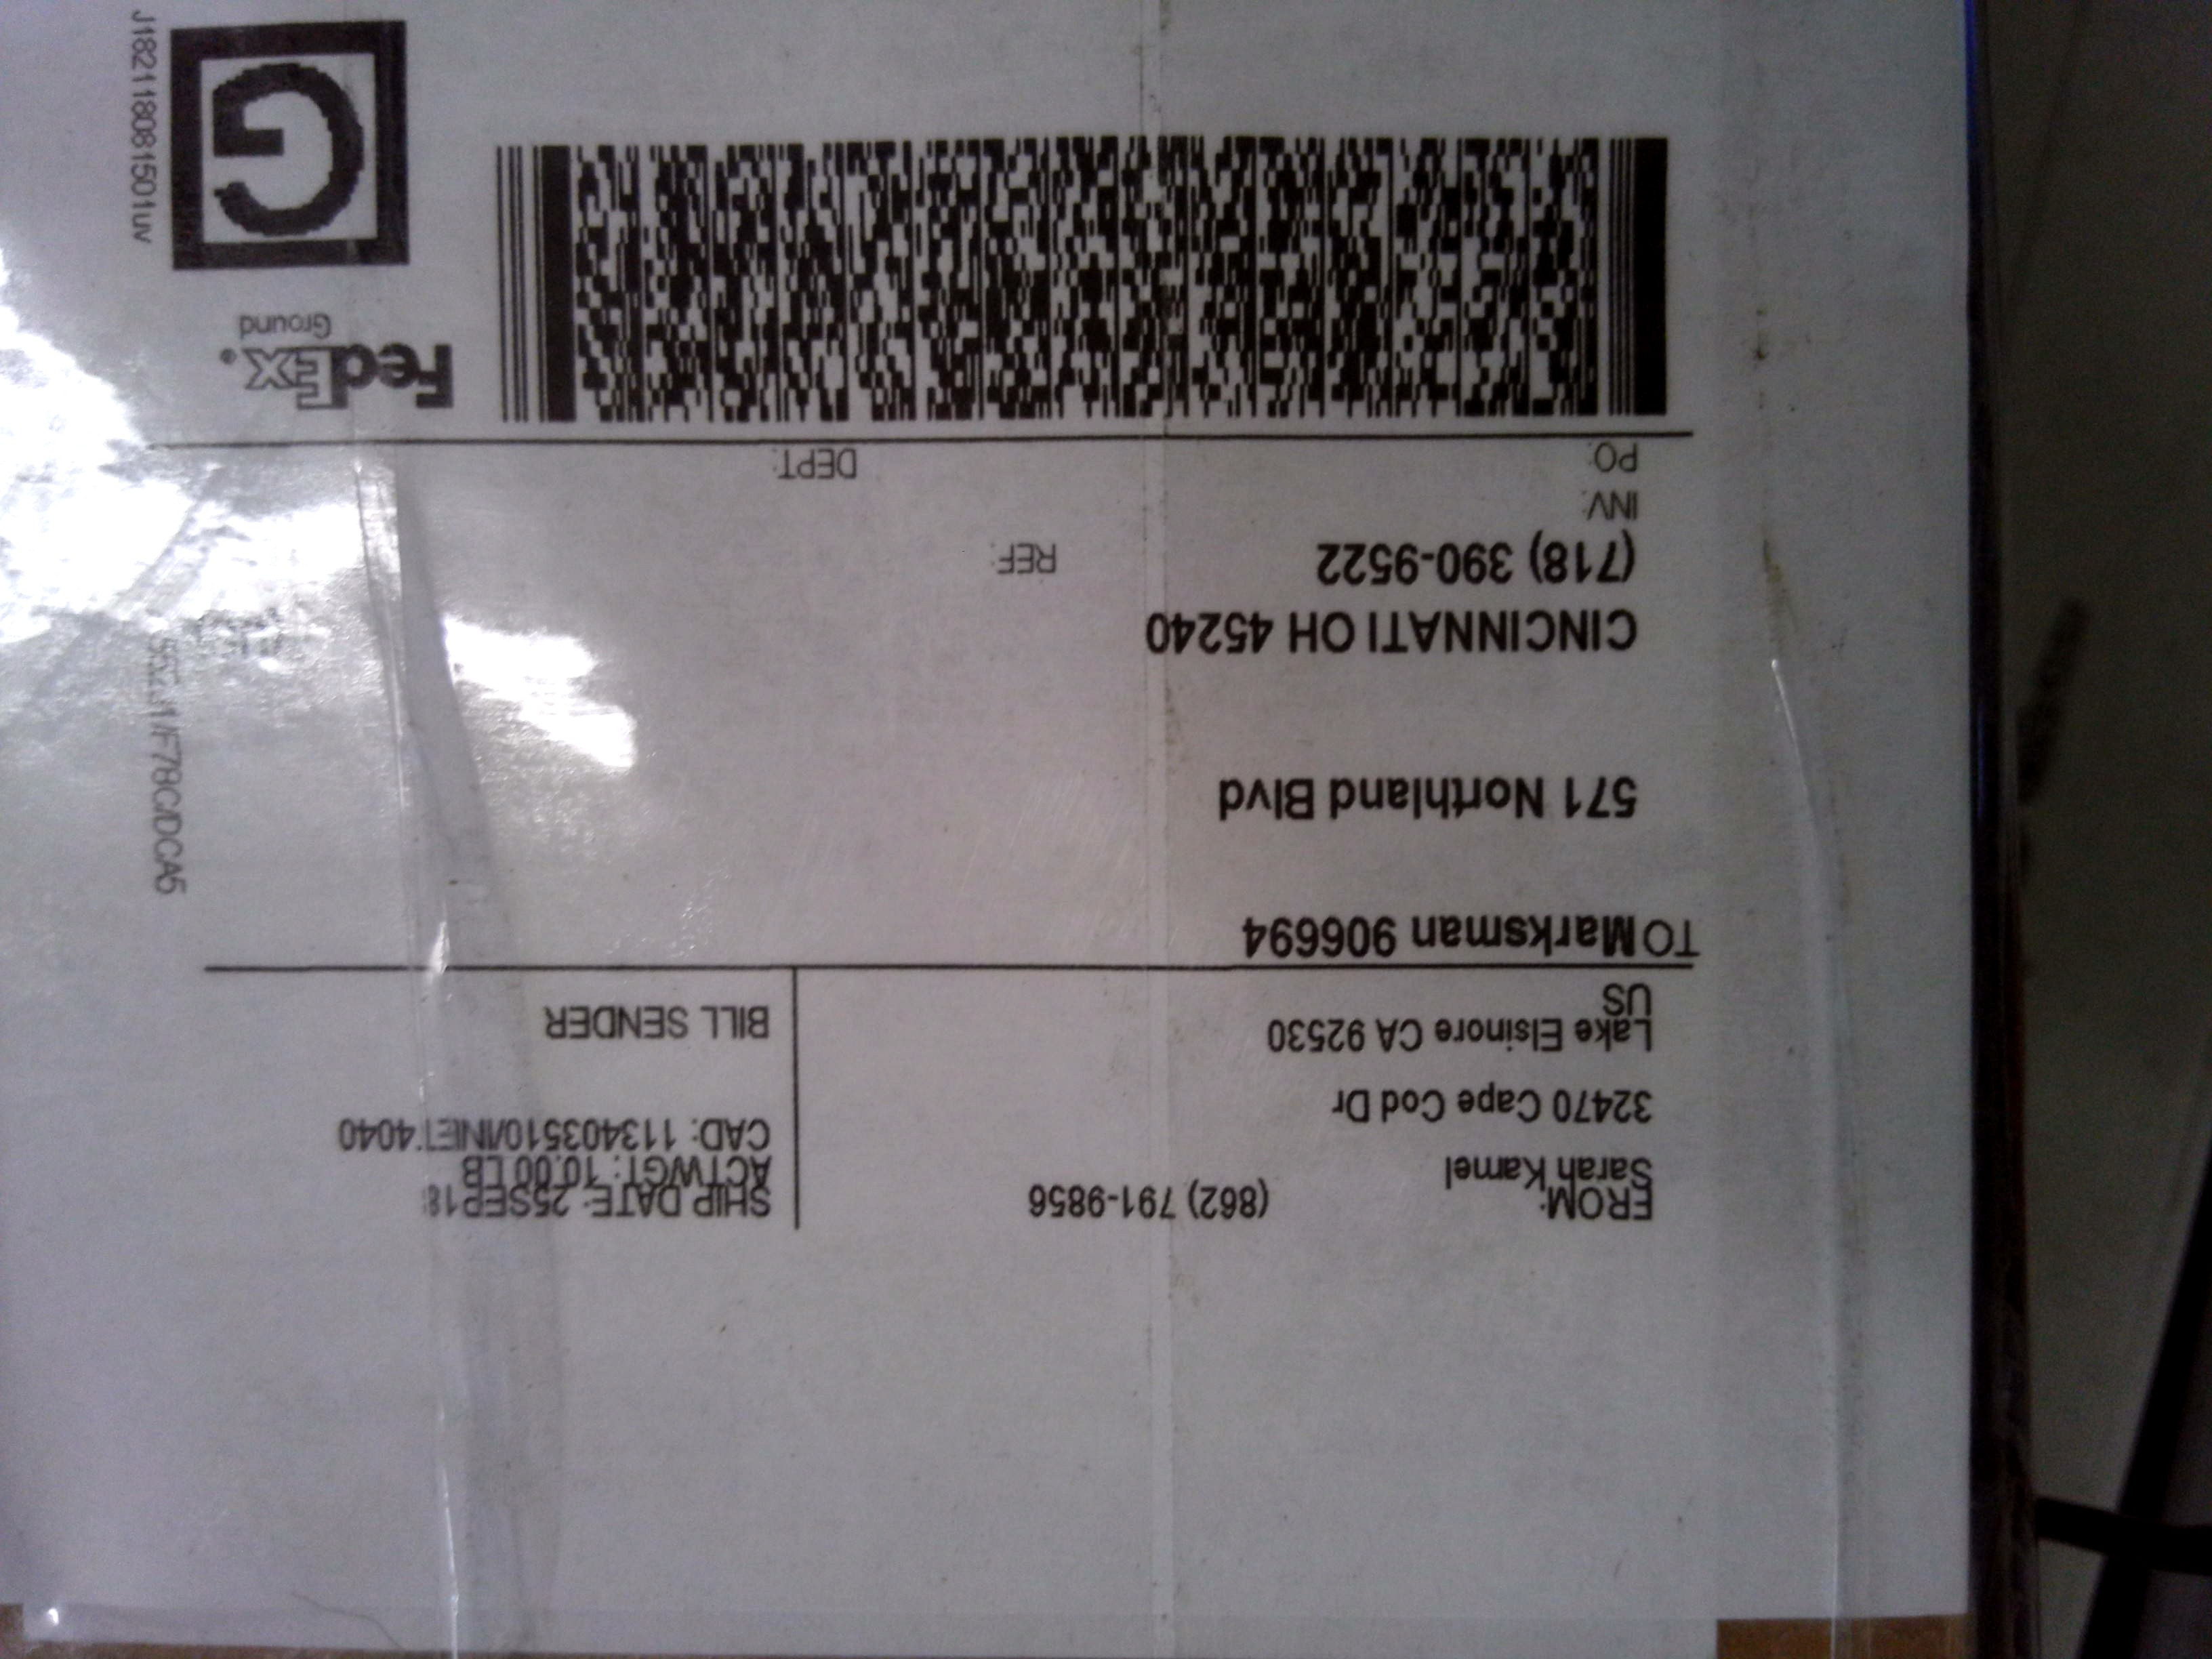 FROM: (862) 791-9856
Sarah Kamel
32470 Cape Cod Dr
Lake Elsinore CA 92530
US
SHIP DATE: 25SEP18
ACTWGT: 10.00 LB
CAD: 113403510/INET4040
BILL SENDER
TO Marksman 906694
571 Northland Blvd
CINCINNATI OH 45240
(718) 390-9522
REF:
INV:
PO: DEPT:
FedEx.
Ground
G
J182118081501uv